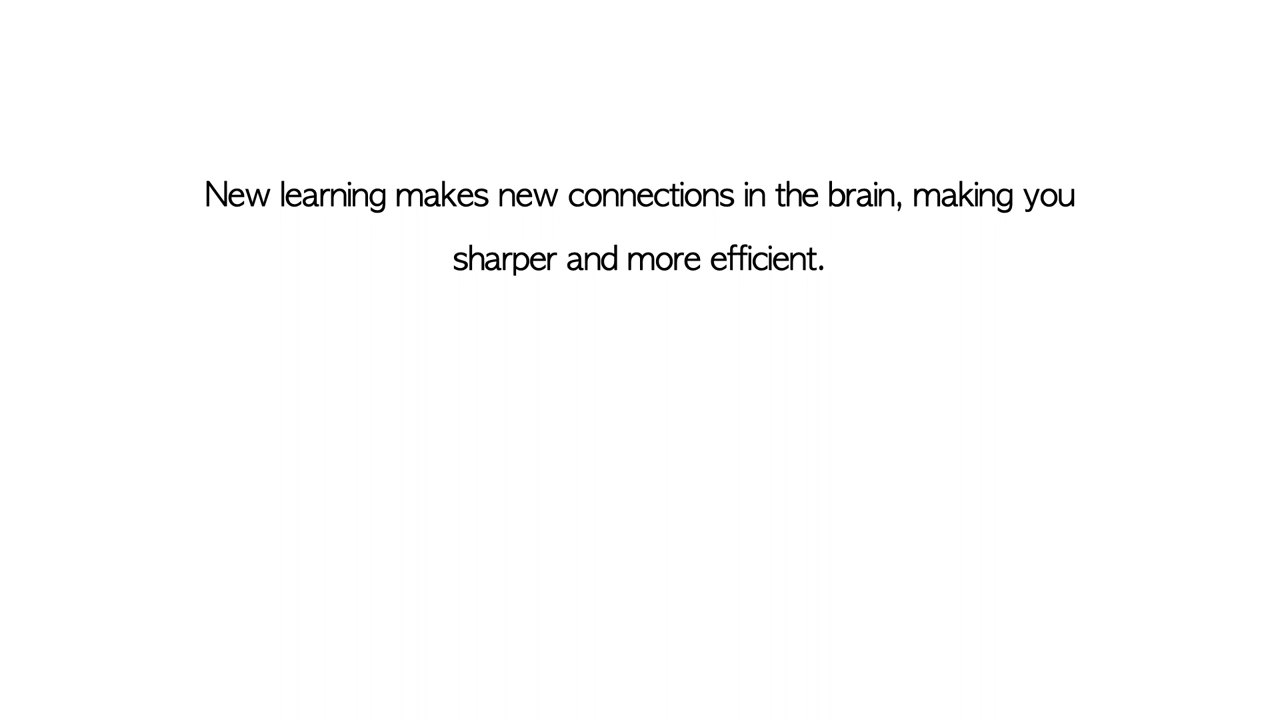 New learning makes new connections in the brain, making you
sharper and more efficient.